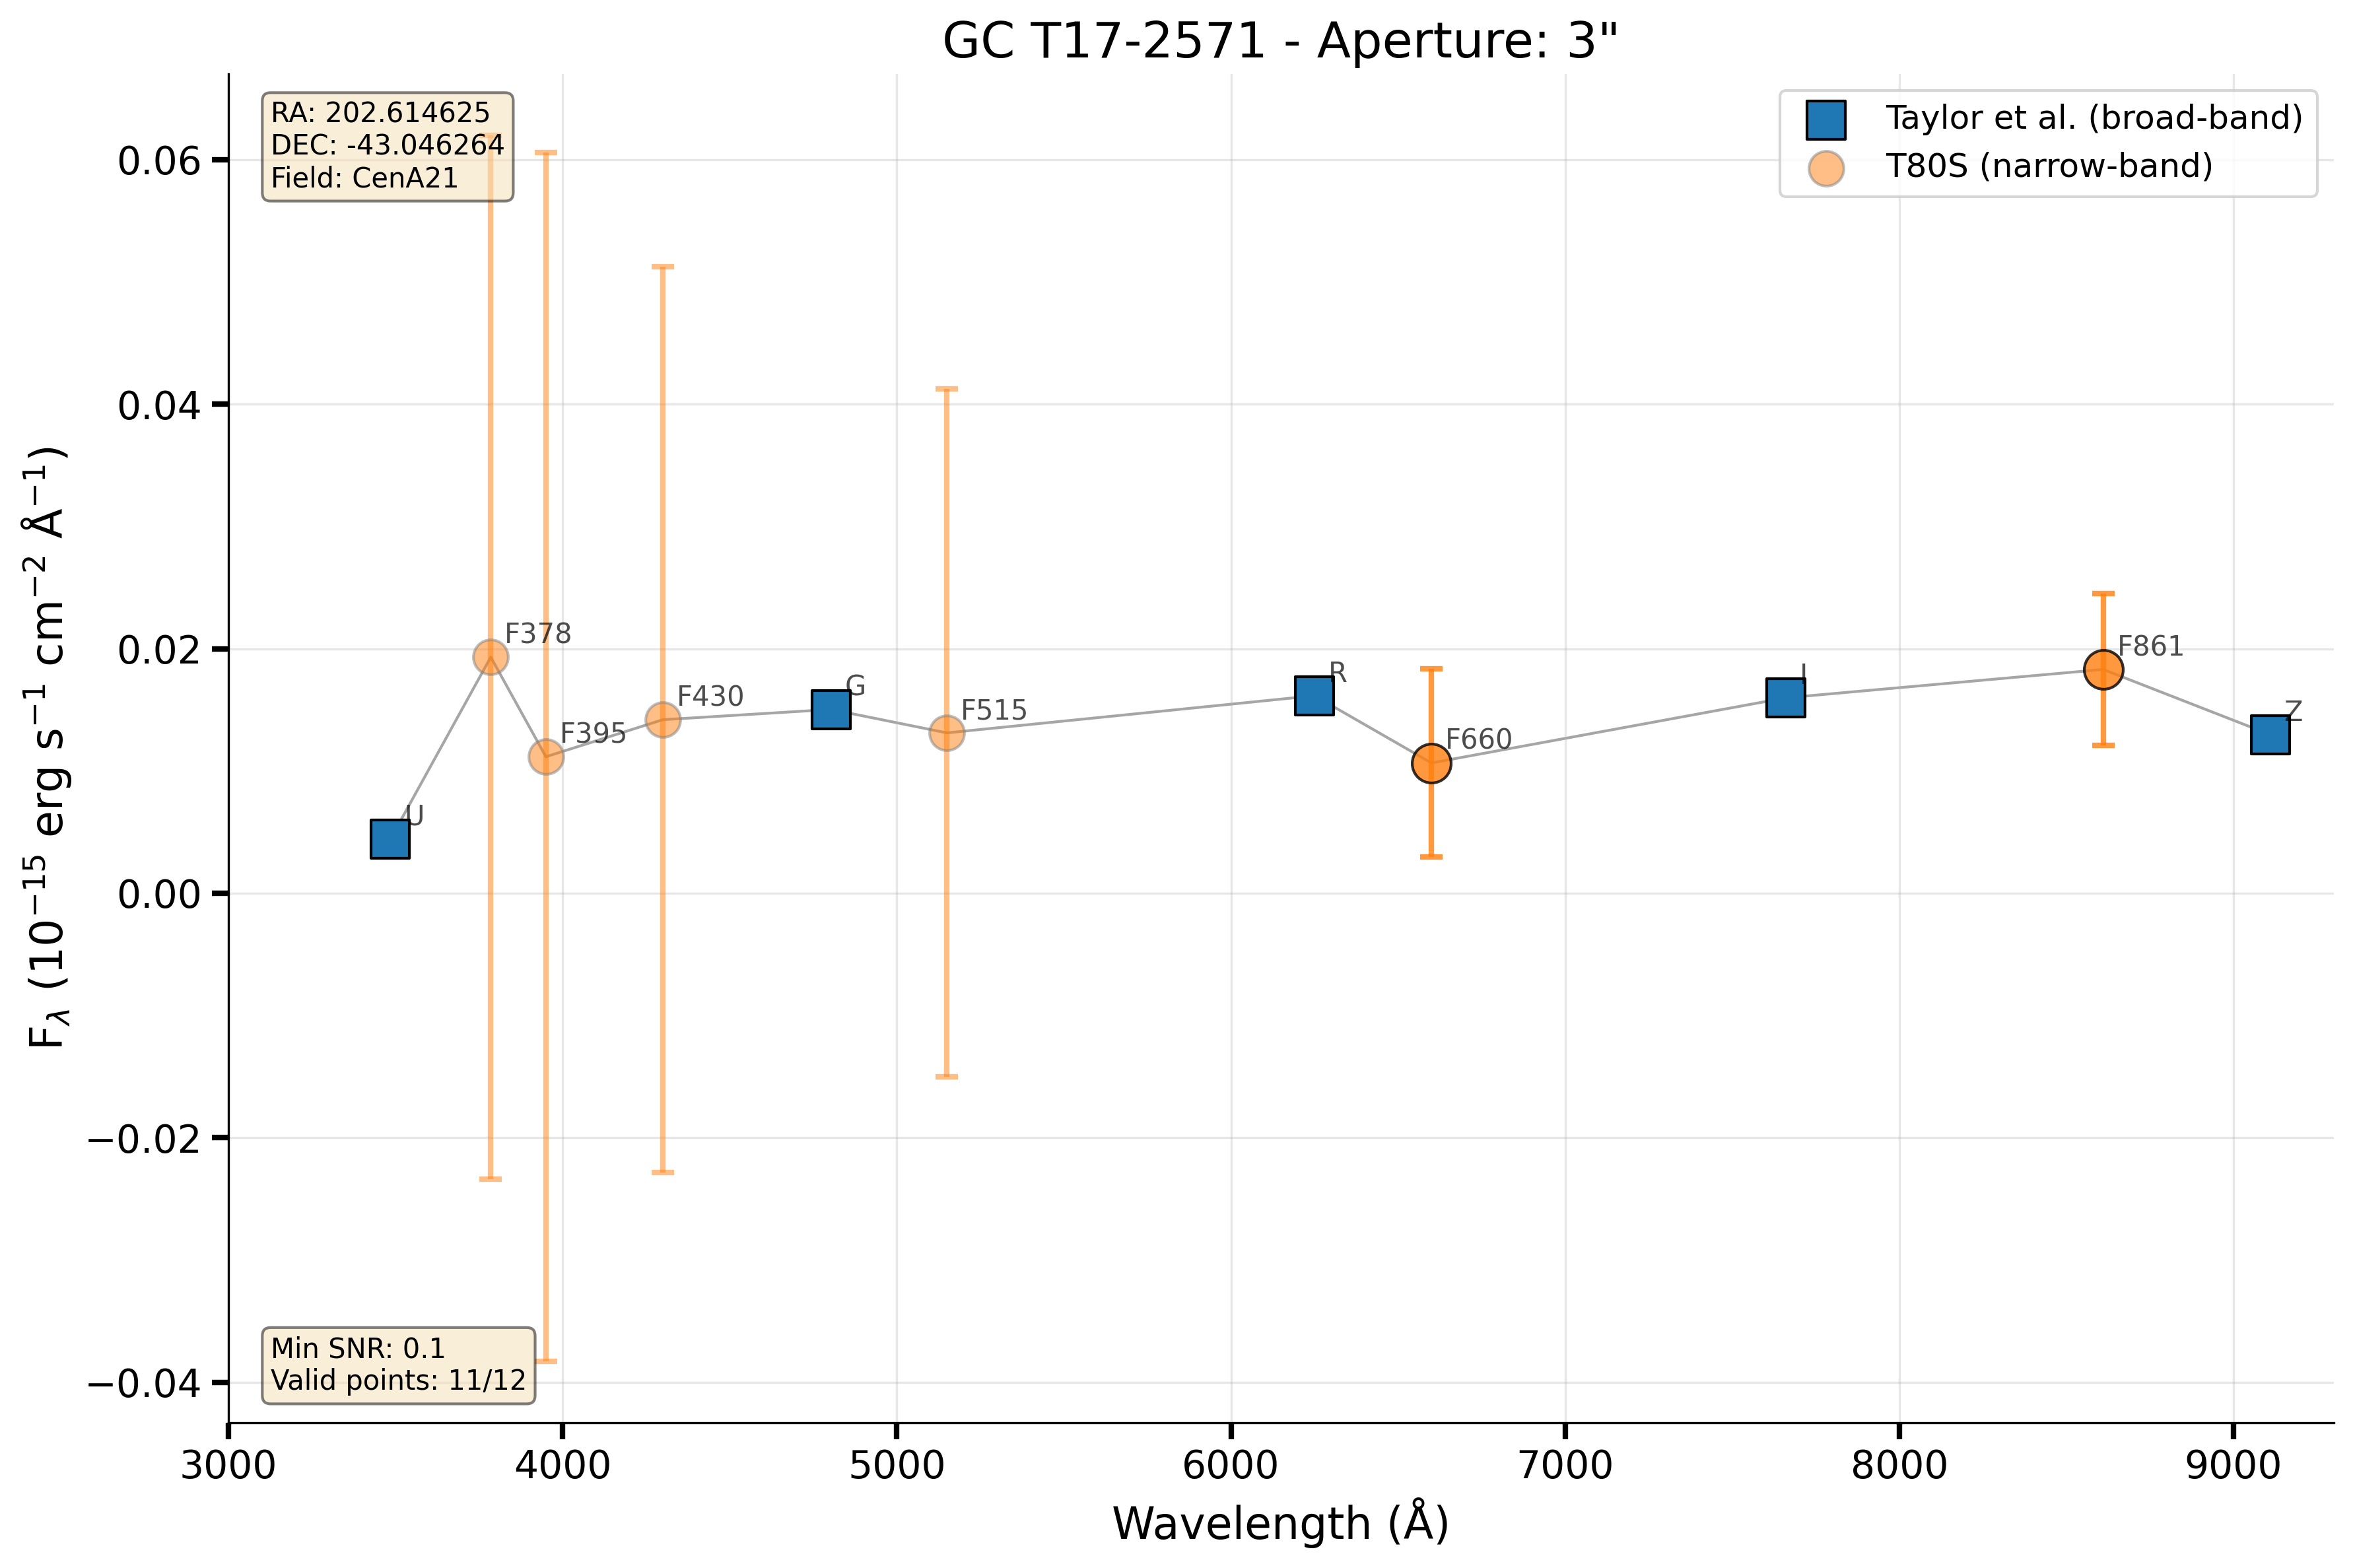 GC T17-2571 - Aperture: 3"
RA: 202.614625
DEC: -43.046264
Field: CenA21
Taylor et al. (broad-band)
T80S (narrow-band)
0.06
0.04
0.02
0.00
−0.02
−0.04
F_λ (10⁻¹⁵ erg s⁻¹ cm⁻² Å⁻¹)
U
F378
F395
F430
G
F515
R
F660
I
F861
Z
Min SNR: 0.1
Valid points: 11/12
3000 4000 5000 6000 7000 8000 9000
Wavelength (Å)